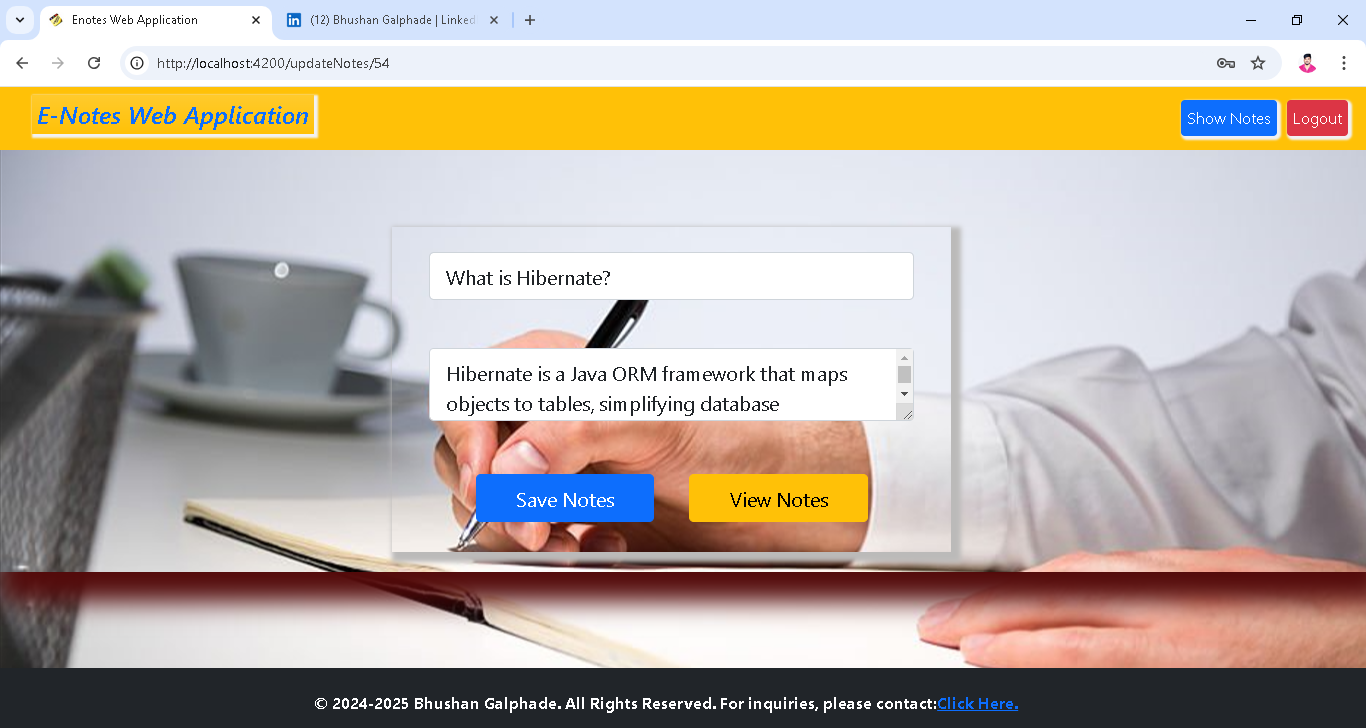 Enotes Web Application
(12) Bhushan Galphade | Linked
http://localhost:4200/updateNotes/54
E-Notes Web Application
Show Notes
Logout
What is Hibernate?
Hibernate is a Java ORM framework that maps
objects to tables, simplifying database
Save Notes
View Notes
© 2024-2025 Bhushan Galphade. All Rights Reserved. For inquiries, please contact:Click Here.